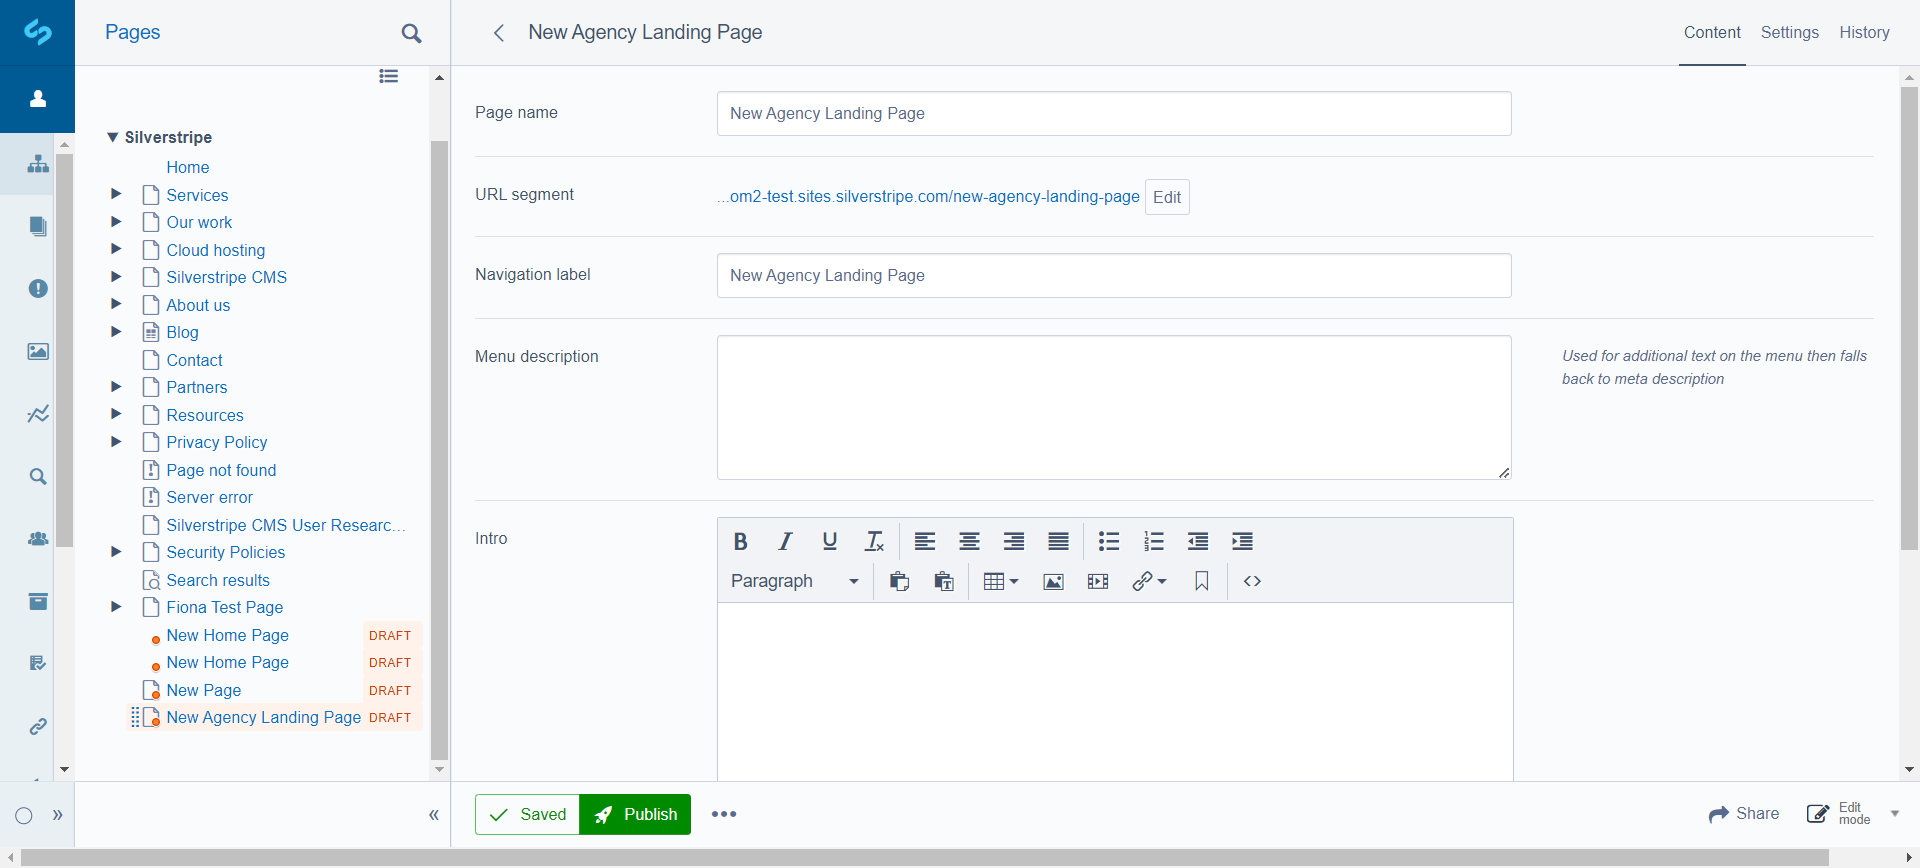 Pages
New Agency Landing Page
Content
Settings
History
Silverstripe
Home
Services
Our work
Cloud hosting
Silverstripe CMS
About us
Blog
Contact
Partners
Resources
Privacy Policy
Page not found
Server error
Silverstripe CMS User Researc...
Security Policies
Search results
Fiona Test Page
New Home Page DRAFT
New Home Page DRAFT
New Page DRAFT
New Agency Landing Page DRAFT
Page name
New Agency Landing Page
URL segment
...om2-test.sites.silverstripe.com/new-agency-landing-page Edit
Navigation label
New Agency Landing Page
Menu description
Used for additional text on the menu then falls
back to meta description
Intro
Paragraph
Saved
Publish
Share
Edit
mode